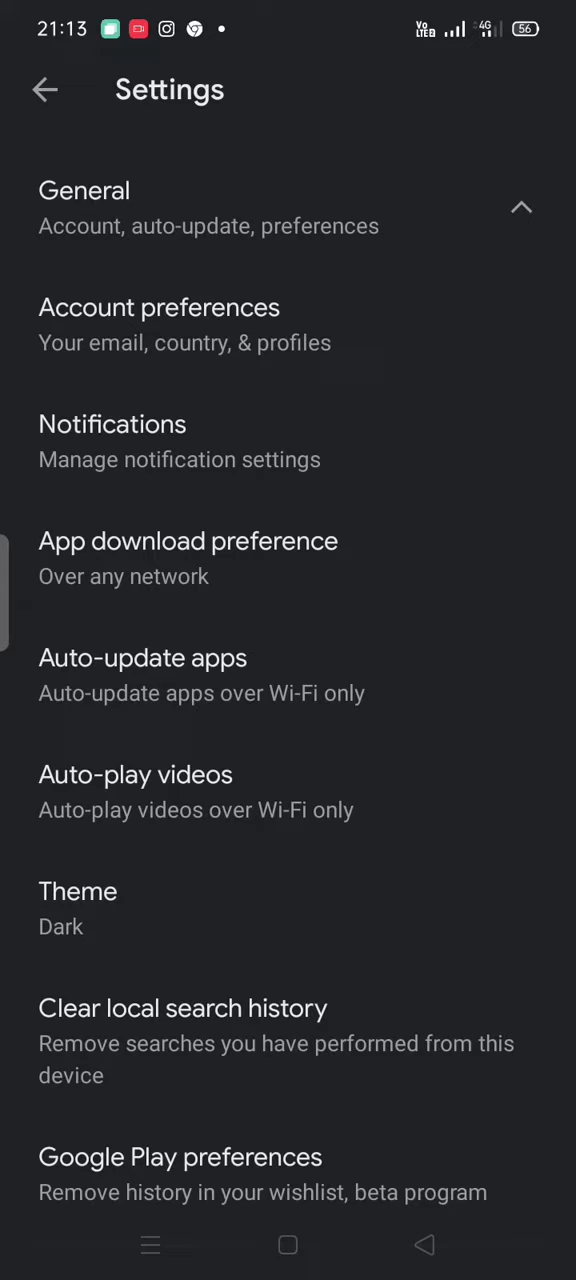 21:13
Vo
LTE2
4G
56
Settings
General
Account, auto-update, preferences
Account preferences
Your email, country, & profiles
Notifications
Manage notification settings
App download preference
Over any network
Auto-update apps
Auto-update apps over Wi-Fi only
Auto-play videos
Auto-play videos over Wi-Fi only
Theme
Dark
Clear local search history
Remove searches you have performed from this
device
Google Play preferences
Remove history in your wishlist, beta program